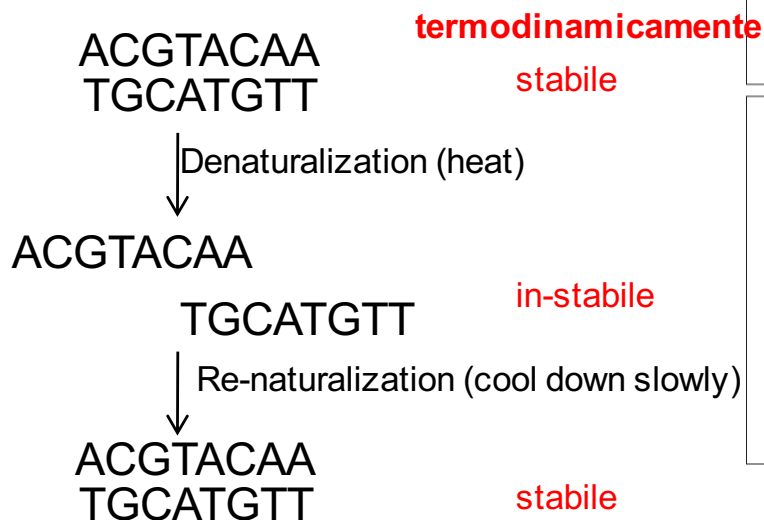 termodinamicamente
ACGTACAA
stabile
TGCATGTT
Denaturalization (heat)
ACGTACAA
in-stabile
TGCATGTT
Re-naturalization (cool down slowly)
ACGTACAA
TGCATGTT
stabile